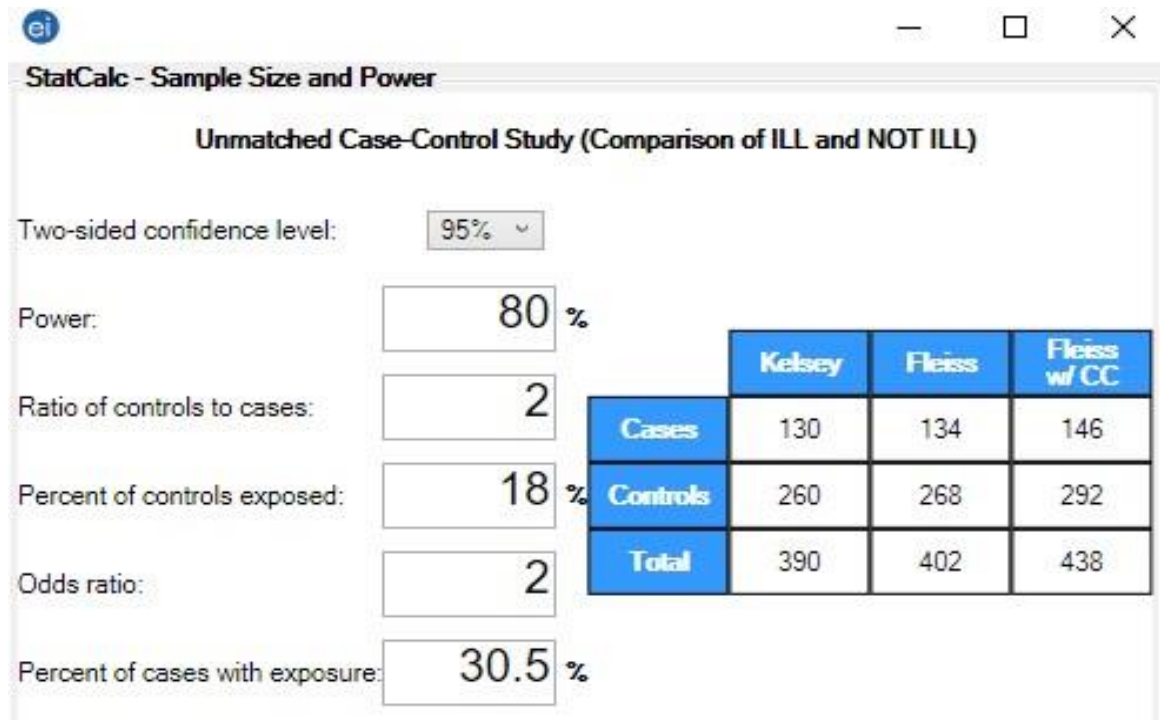 ei
StatCalc - Sample Size and Power
Unmatched Case-Control Study (Comparison of ILL and NOT ILL)
Two-sided confidence level: 95%
Power: 80 %
Ratio of controls to cases: 2
Percent of controls exposed: 18 %
Odds ratio: 2
Percent of cases with exposure: 30.5 %
Kelsey Fleiss Fleiss w/ CC
Cases 130 134 146
Controls 260 268 292
Total 390 402 438